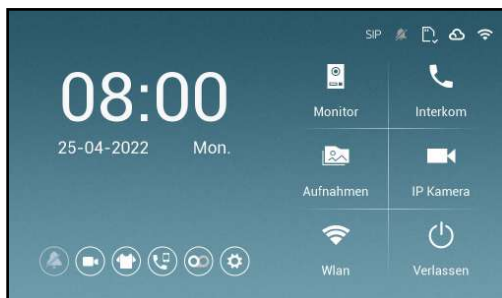 SIP
08:00
25-04-2022 Mon.
Monitor
Interkom
Aufnahmen
IP Kamera
Wlan
Verlassen